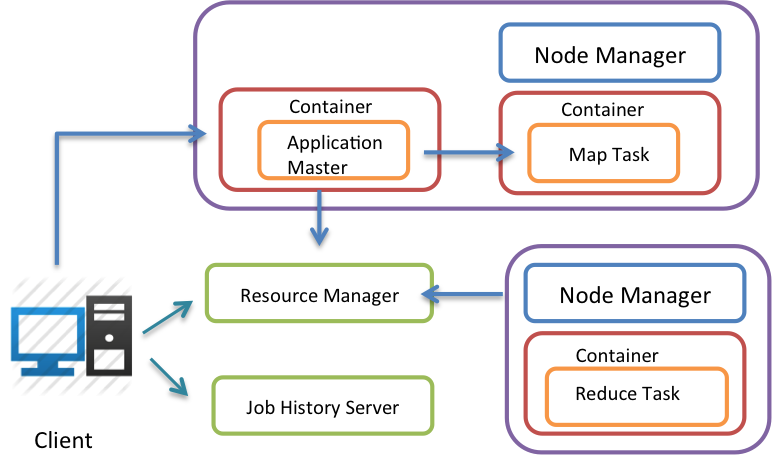 Node Manager
Container
Application
Master
Container
Map Task
Resource Manager
Node Manager
Container
Reduce Task
Job History Server
Client